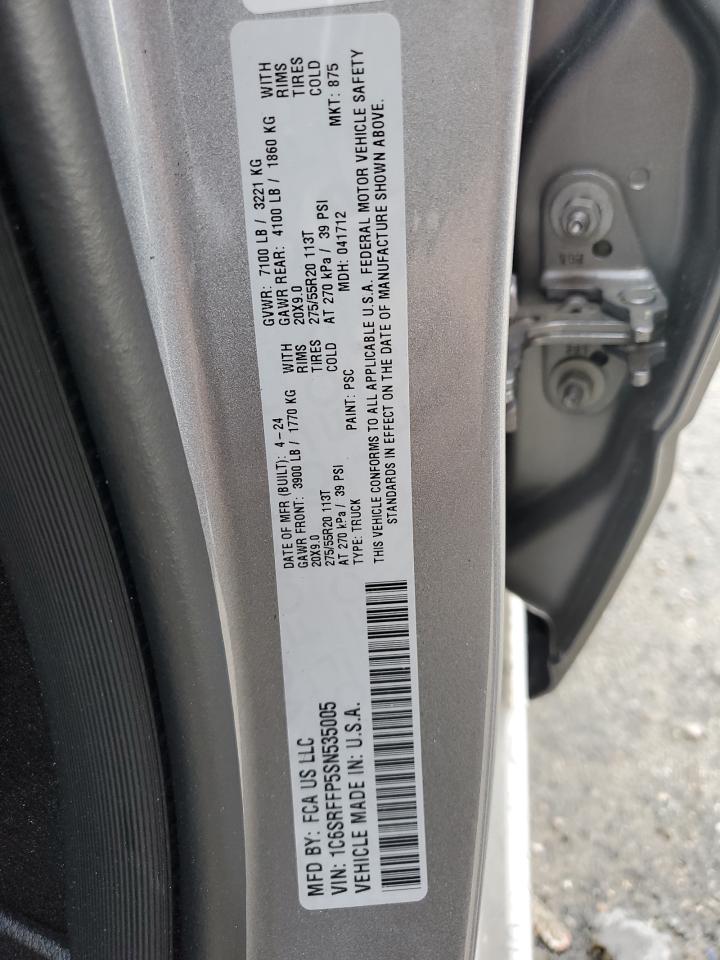 MFD BY: FCA US LLC
VIN: 1C6SRFFP5SN535005
VEHICLE MADE IN: U.S.A.
DATE OF MFR (BUILT): 4-24
GAWR FRONT: 3900 LB / 1770 KG WITH
20X9.0 RIMS
275/55R20 113T TIRES
AT 270 kPa / 39 PSI COLD
TYPE: TRUCK PAINT: PSC
GVWR: 7100 LB / 3221 KG
GAWR REAR: 4100 LB / 1860 KG WITH
20X9.0 RIMS
275/55R20 113T TIRES
AT 270 kPa / 39 PSI COLD
MDH: 041712 MKT: 875
THIS VEHICLE CONFORMS TO ALL APPLICABLE U.S.A. FEDERAL MOTOR VEHICLE SAFETY
STANDARDS IN EFFECT ON THE DATE OF MANUFACTURE SHOWN ABOVE.